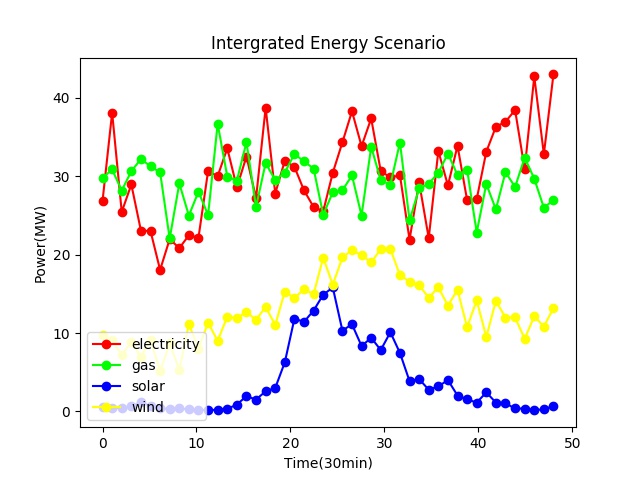 Intergrated Energy Scenario
Power(MW)
40
30
20
10
0
electricity
gas
solar
wind
0 10 20 30 40 50
Time(30min)